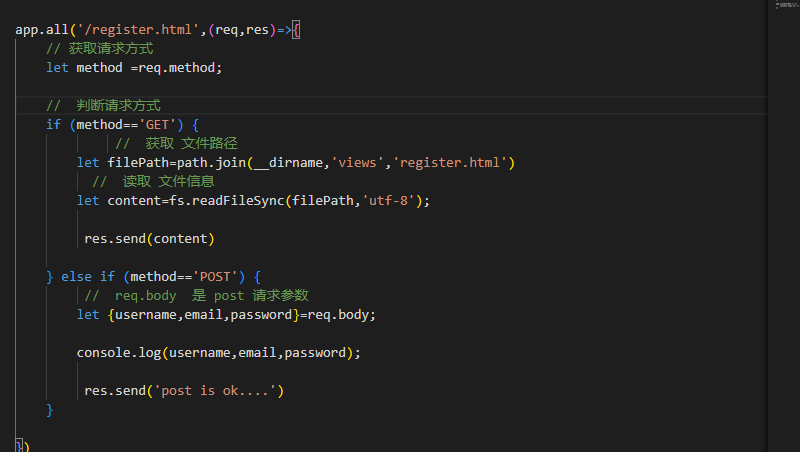 app.all('/register.html',(req,res)=>{
// 获取请求方式
let method =req.method;
// 判断请求方式
if (method=='GET') {
// 获取 文件路径
let filePath=path.join(__dirname,'views','register.html')
// 读取 文件信息
let content=fs.readFileSync(filePath,'utf-8');
res.send(content)
} else if (method=='POST') {
// req.body 是 post 请求参数
let {username,email,password}=req.body;
console.log(username,email,password);
res.send('post is ok....')
}
})